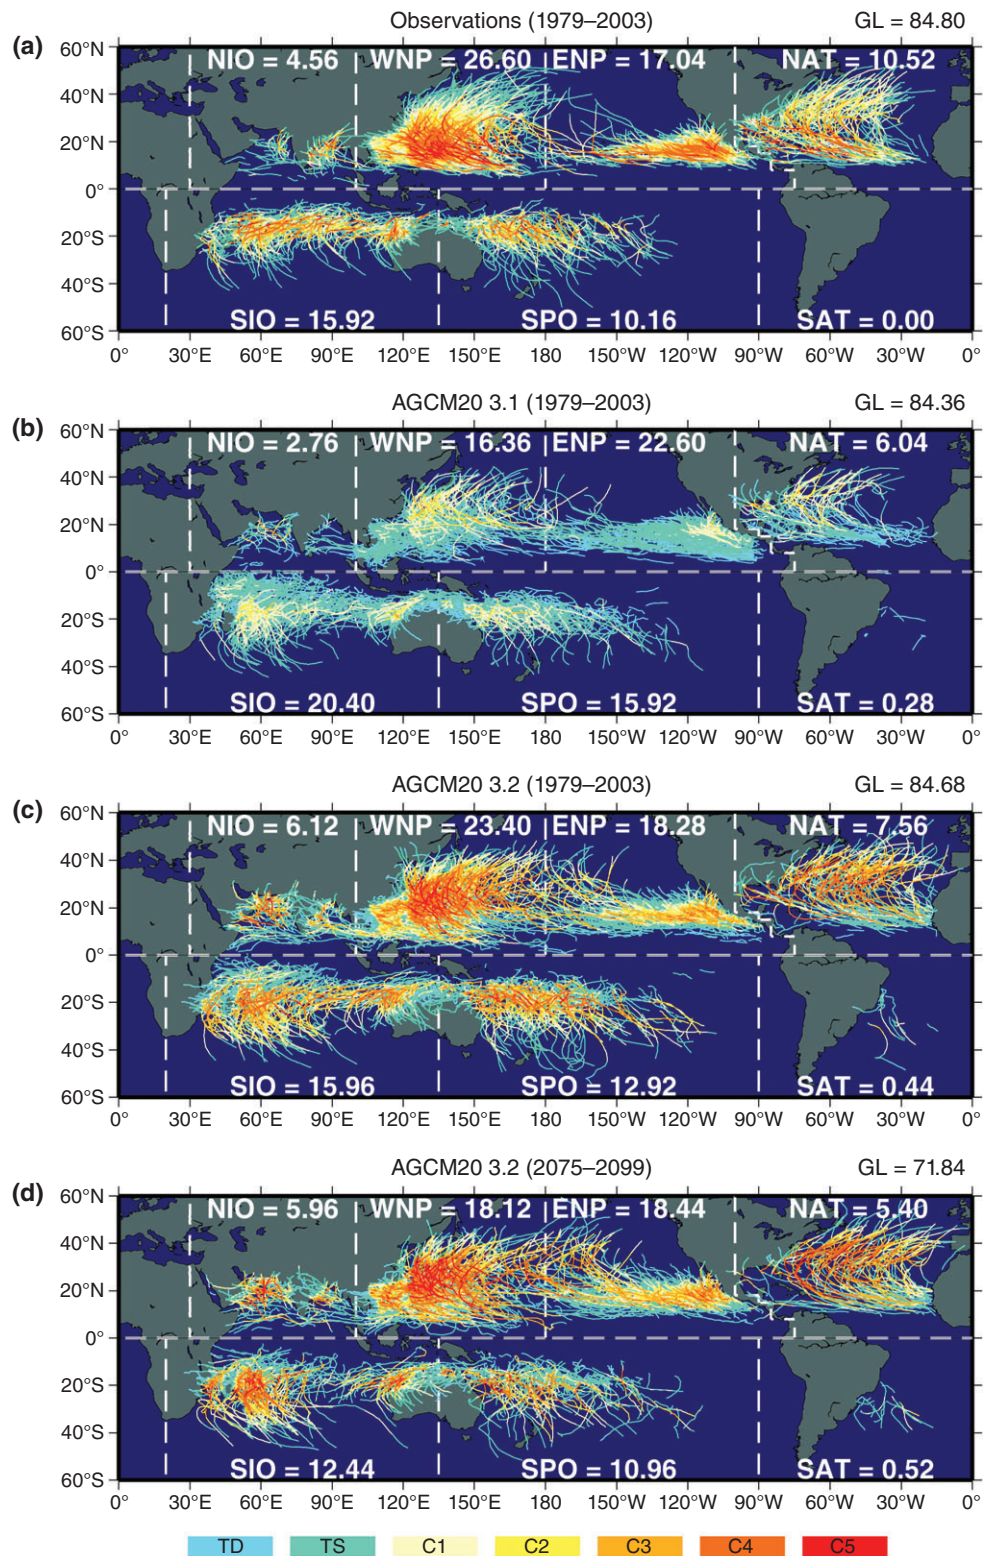 Observations (1979–2003) GL = 84.80
(a)
60°N
NIO = 4.56 WNP = 26.60 ENP = 17.04 NAT = 10.52
40°N
20°N
0°
20°S
40°S
SIO = 15.92 SPO = 10.16 SAT = 0.00
60°S
0° 30°E 60°E 90°E 120°E 150°E 180 150°W 120°W 90°W 60°W 30°W 0°
AGCM20 3.1 (1979–2003) GL = 84.36
(b)
60°N
NIO = 2.76 WNP = 16.36 ENP = 22.60 NAT = 6.04
40°N
20°N
0°
20°S
40°S
SIO = 20.40 SPO = 15.92 SAT = 0.28
60°S
0° 30°E 60°E 90°E 120°E 150°E 180 150W 120W 90°W 60°W 30°W 0°
AGCM20 3.2 (1979–2003) GL = 84.68
(c)
60°N
NIO = 6.12 WNP = 23.40 ENP = 18.28 NAT = 7.56
40°N
20°N
0°
20°S
40°S
SIO = 15.96 SPO = 12.92 SAT = 0.44
60°S
0° 30°E 60°E 90°E 120°E 150°E 180 150°W 120°W 90°W 60°W 30°W 0°
AGCM20 3.2 (2075–2099) GL = 71.84
(d)
60°N
NIO = 5.96 WNP = 18.12 ENP = 18.44 NAT = 5.40
40°N
20°N
0°
20°S
40°S
SIO = 12.44 SPO = 10.96 SAT = 0.52
60°S
0° 30°E 60°E 90°E 120°E 150°E 180 150°W 120°W 90°W 60°W 30°W 0°
TD TS C1 C2 C3 C4 C5